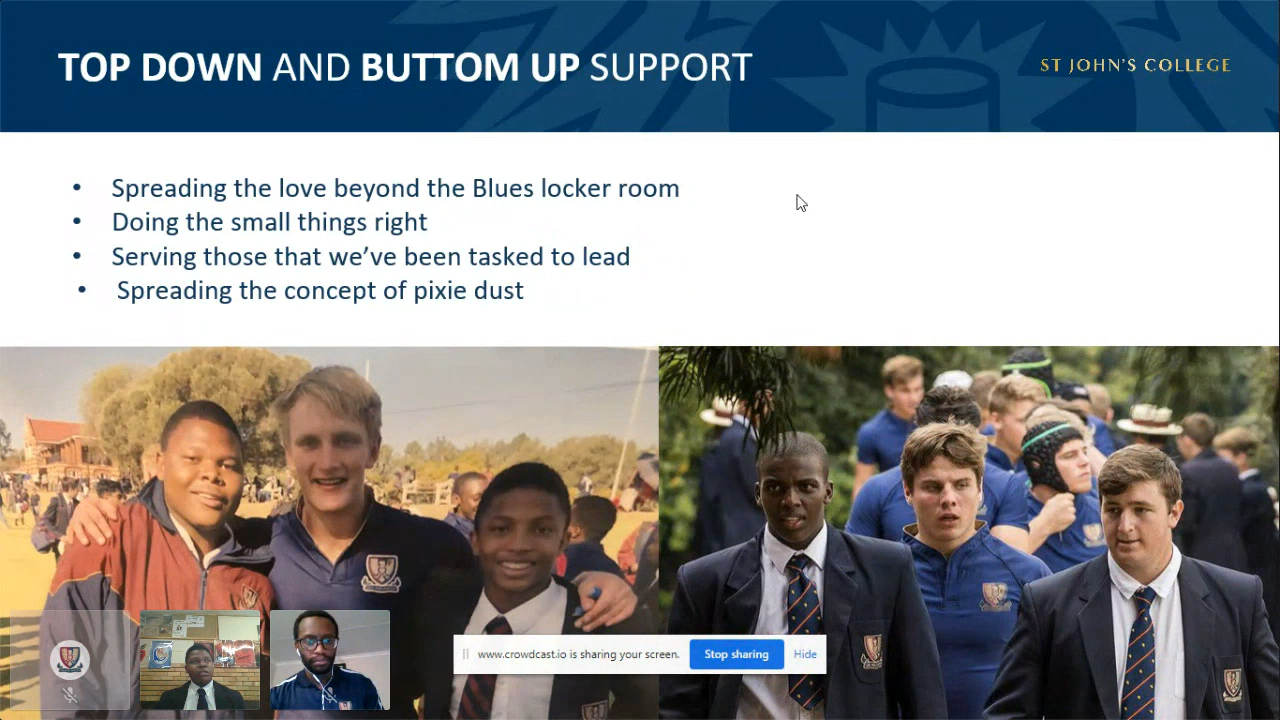 TOP DOWN AND BUTTOM UP SUPPORT
ST JOHN'S COLLEGE
• Spreading the love beyond the Blues locker room
• Doing the small things right
• Serving those that we've been tasked to lead
• Spreading the concept of pixie dust
www.crowdcast.io is sharing your screen. Stop sharing Hide